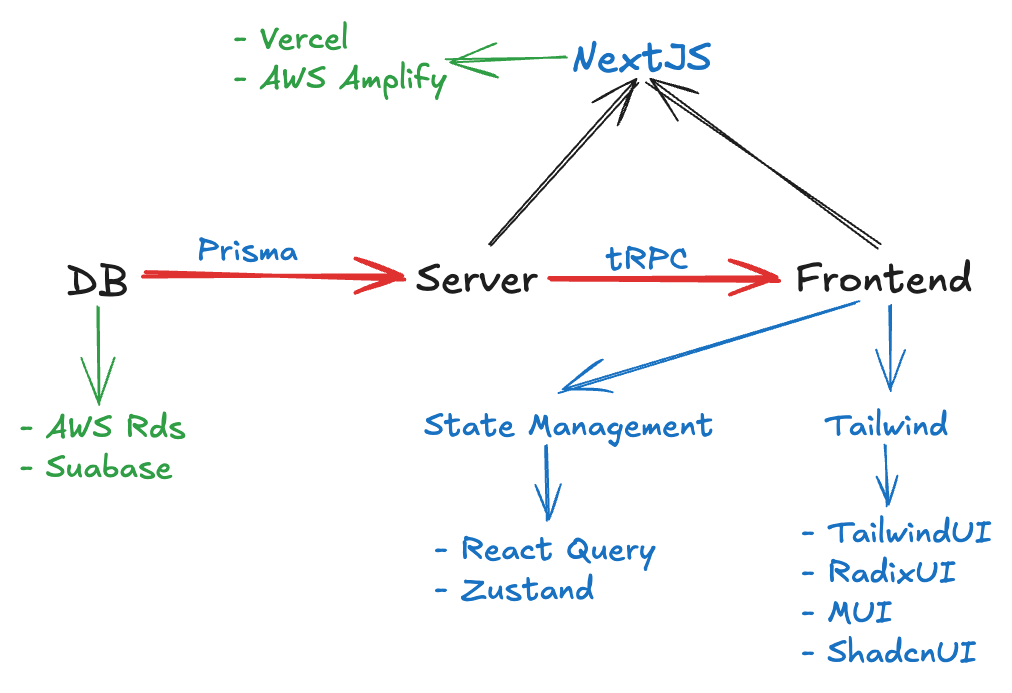 - Vercel
- AWS Amplify
NextJS
Prisma
tRPC
DB
Server
Frontend
- AWS Rds
- Suabase
State Management
Tailwind
- React Query
- Zustand
- TailwindUI
- RadixUI
- MUI
- ShadcnUI